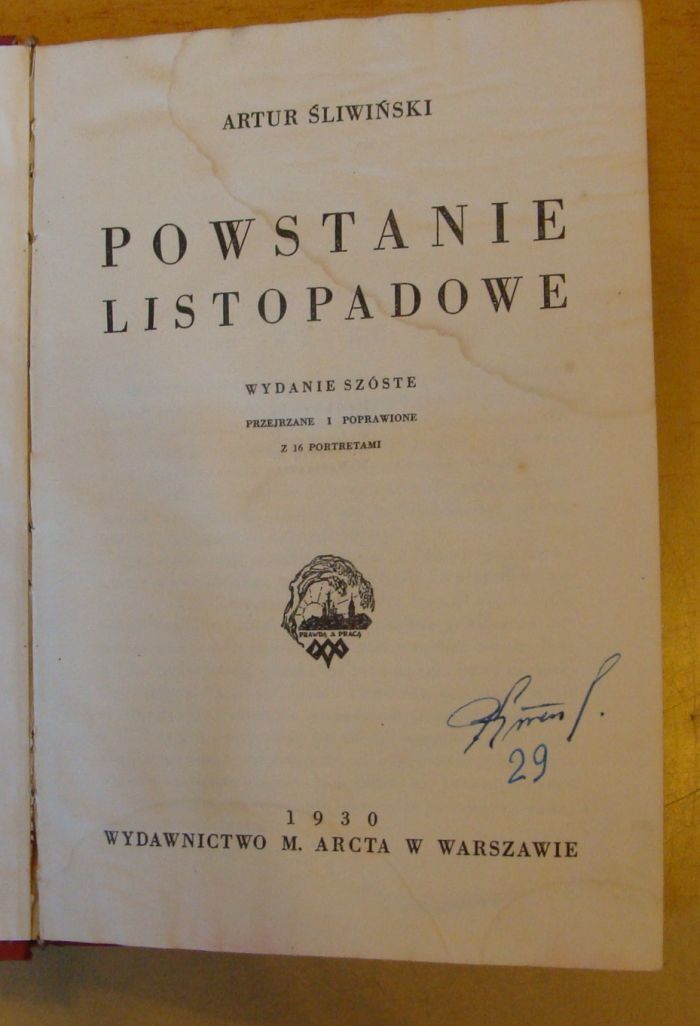 ARTUR ŚLIWIŃSKI
POWSTANIE
LISTOPADOWE
WYDANIE SZÓSTE
PRZEJRZANE I POPRAWIONE
Z 16 PORTRETAMI
PRAWDĄ A PRACĄ
29
1930
WYDAWNICTWO M. ARCTA W WARSZAWIE